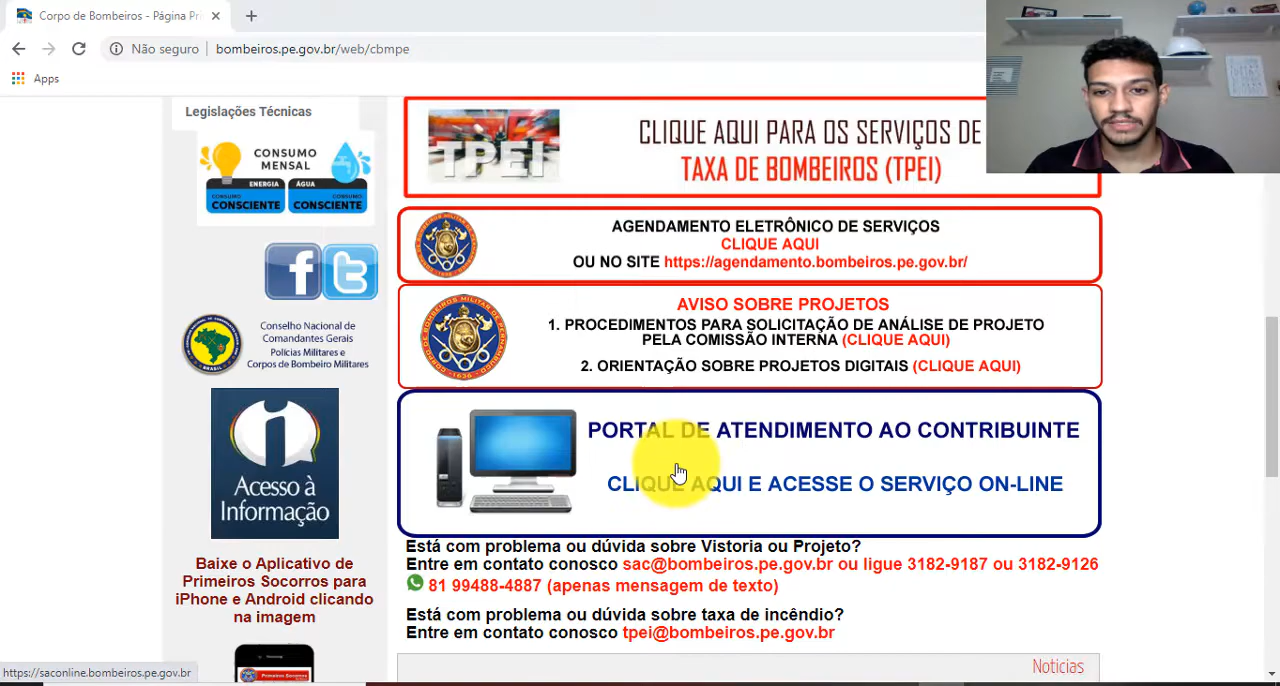 Corpo de Bombeiros - Página Pr
Não seguro
bombeiros.pe.gov.br/web/cbmpe
Apps
Legislações Técnicas
CONSUMO
MENSAL
ENERGIA
ÁGUA
CONSUMO
CONSCIENTE
CONSUMO
CONSCIENTE
f
t
Conselho Nacional de
Comandantes Gerais
Polícias Militares e
Corpos de Bombeiro Militares
BRASIL
i
Acesso à
Informação
Baixe o Aplicativo de
Primeiros Socorros para
iPhone e Android clicando
na imagem
Primeiros Socorros
TPEI
CLIQUE AQUI PARA OS SERVIÇOS DE
TAXA DE BOMBEIROS (TPEI)
AGENDAMENTO ELETRÔNICO DE SERVIÇOS
CLIQUE AQUI
OU NO SITE https://agendamento.bombeiros.pe.gov.br/
AVISO SOBRE PROJETOS
1. PROCEDIMENTOS PARA SOLICITAÇÃO DE ANÁLISE DE PROJETO
PELA COMISSÃO INTERNA (CLIQUE AQUI)
2. ORIENTAÇÃO SOBRE PROJETOS DIGITAIS (CLIQUE AQUI)
PORTAL DE ATENDIMENTO AO CONTRIBUINTE
CLIQUE AQUI E ACESSE O SERVIÇO ON-LINE
Está com problema ou dúvida sobre Vistoria ou Projeto?
Entre em contato conosco sac@bombeiros.pe.gov.br ou ligue 3182-9187 ou 3182-9126
81 99488-4887 (apenas mensagem de texto)
Está com problema ou dúvida sobre taxa de incêndio?
Entre em contato conosco tpei@bombeiros.pe.gov.br
Notícias
https://saconline.bombeiros.pe.gov.br